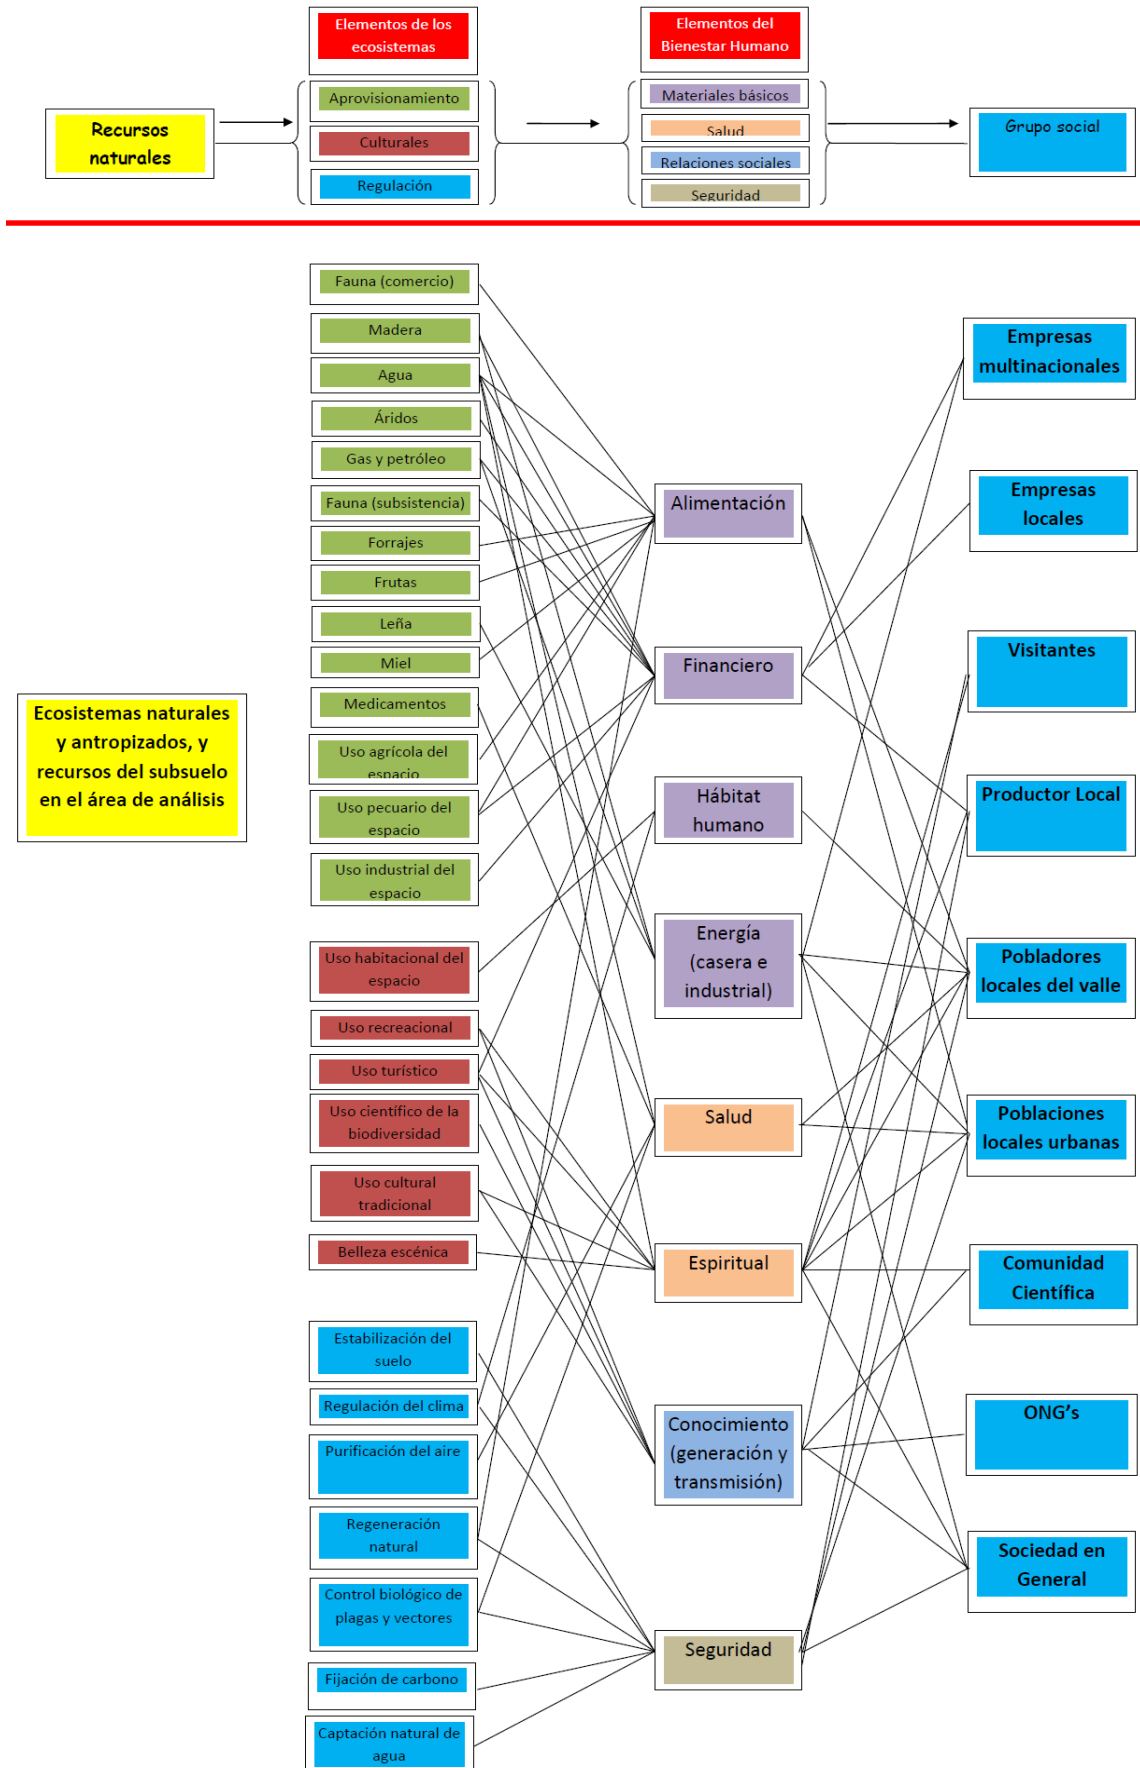 Elementos de los
ecosistemas
Elementos del
Bienestar Humano
Recursos
naturales
Aprovisionamiento
Culturales
Regulación
Materiales básicos
Salud
Relaciones sociales
Seguridad
Grupo social
Ecosistemas naturales
y antropizados, y
recursos del subsuelo
en el área de análisis
Fauna (comercio)
Madera
Agua
Áridos
Gas y petróleo
Fauna (subsistencia)
Forrajes
Frutas
Leña
Miel
Medicamentos
Uso agrícola del
espacio
Uso pecuario del
espacio
Uso industrial del
espacio
Uso habitacional del
espacio
Uso recreacional
Uso turístico
Uso científico de la
biodiversidad
Uso cultural
tradicional
Belleza escénica
Estabilización del
suelo
Regulación del clima
Purificación del aire
Regeneración
natural
Control biológico de
plagas y vectores
Fijación de carbono
Captación natural de
agua
Alimentación
Financiero
Hábitat
humano
Energía
(casera e
industrial)
Salud
Espiritual
Conocimiento
(generación y
transmisión)
Seguridad
Empresas
multinacionales
Empresas
locales
Visitantes
Productor Local
Pobladores
locales del valle
Poblaciones
locales urbanas
Comunidad
Científica
ONG's
Sociedad en
General